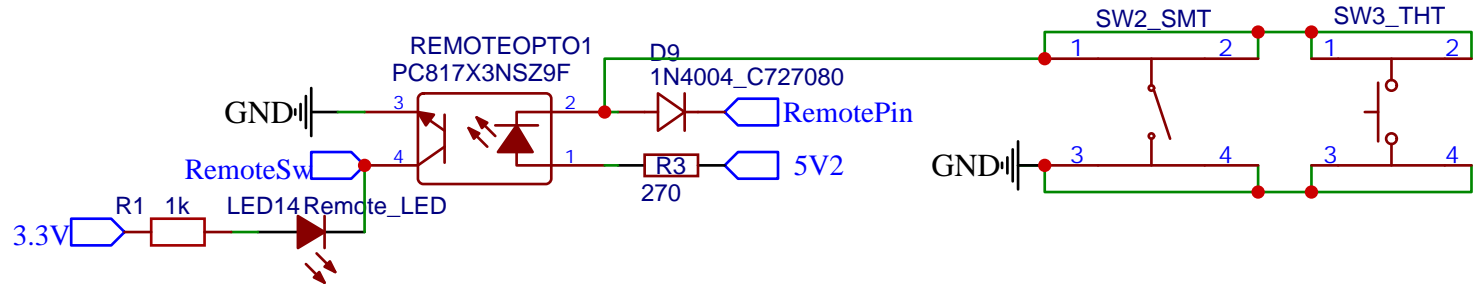 SW2_SMT
SW3_THT
1
2
1
2
REMOTEOPTO1
PC817X3NSZ9F
D9
1N4004_C727080
GND
3
2
RemotePin
RemoteSw
4
1
R3
270
5V2
GND
3
4
3
4
R1
1k
LED14
Remote_LED
3.3V